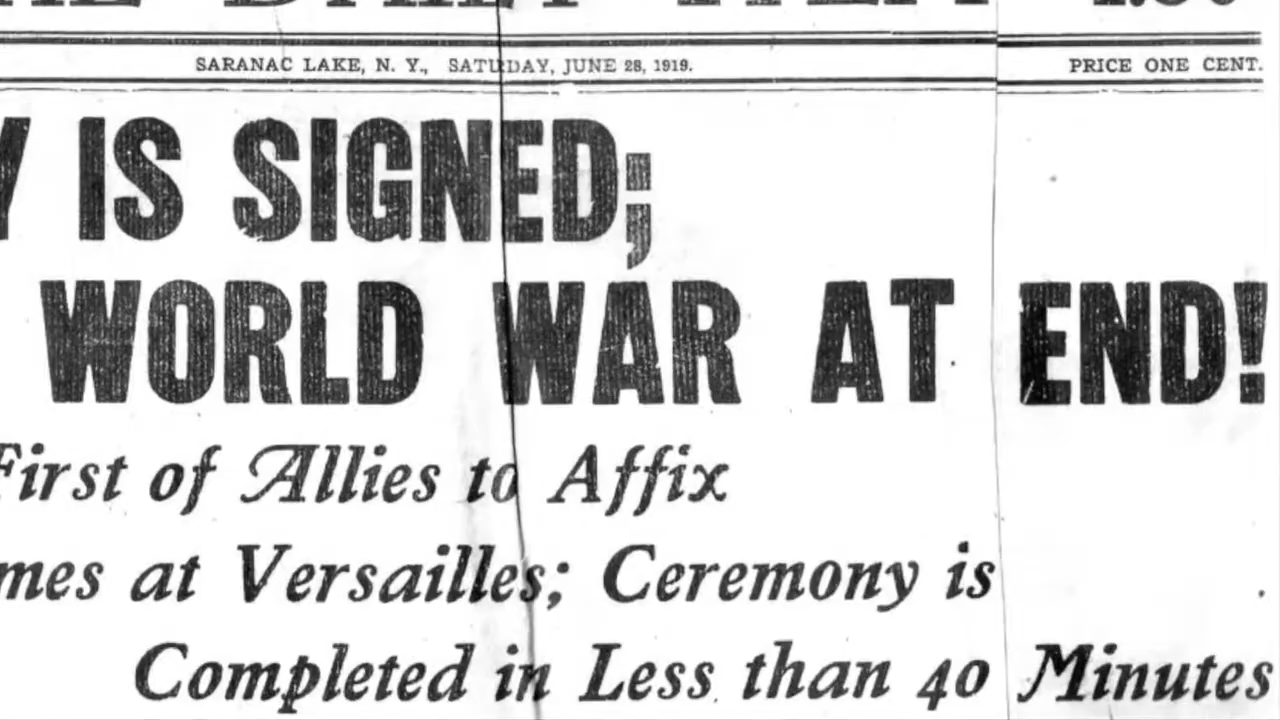 SARANAC LAKE, N. Y., SATURDAY, JUNE 28, 1919. PRICE ONE CENT.
IS SIGNED;
WORLD WAR AT END!
First of Allies to Affix
at Versailles; Ceremony is
Completed in Less than 40 Minutes